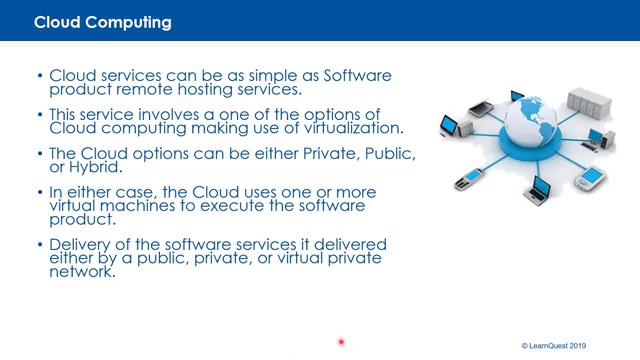 Cloud Computing
• Cloud services can be as simple as Software
product remote hosting services.
• This service involves a one of the options of
Cloud computing making use of virtualization.
• The Cloud options can be either Private, Public,
or Hybrid.
• In either case, the Cloud uses one or more
virtual machines to execute the software
product.
• Delivery of the software services it delivered
either by a public, private, or virtual private
network.
© LearnQuest 2019